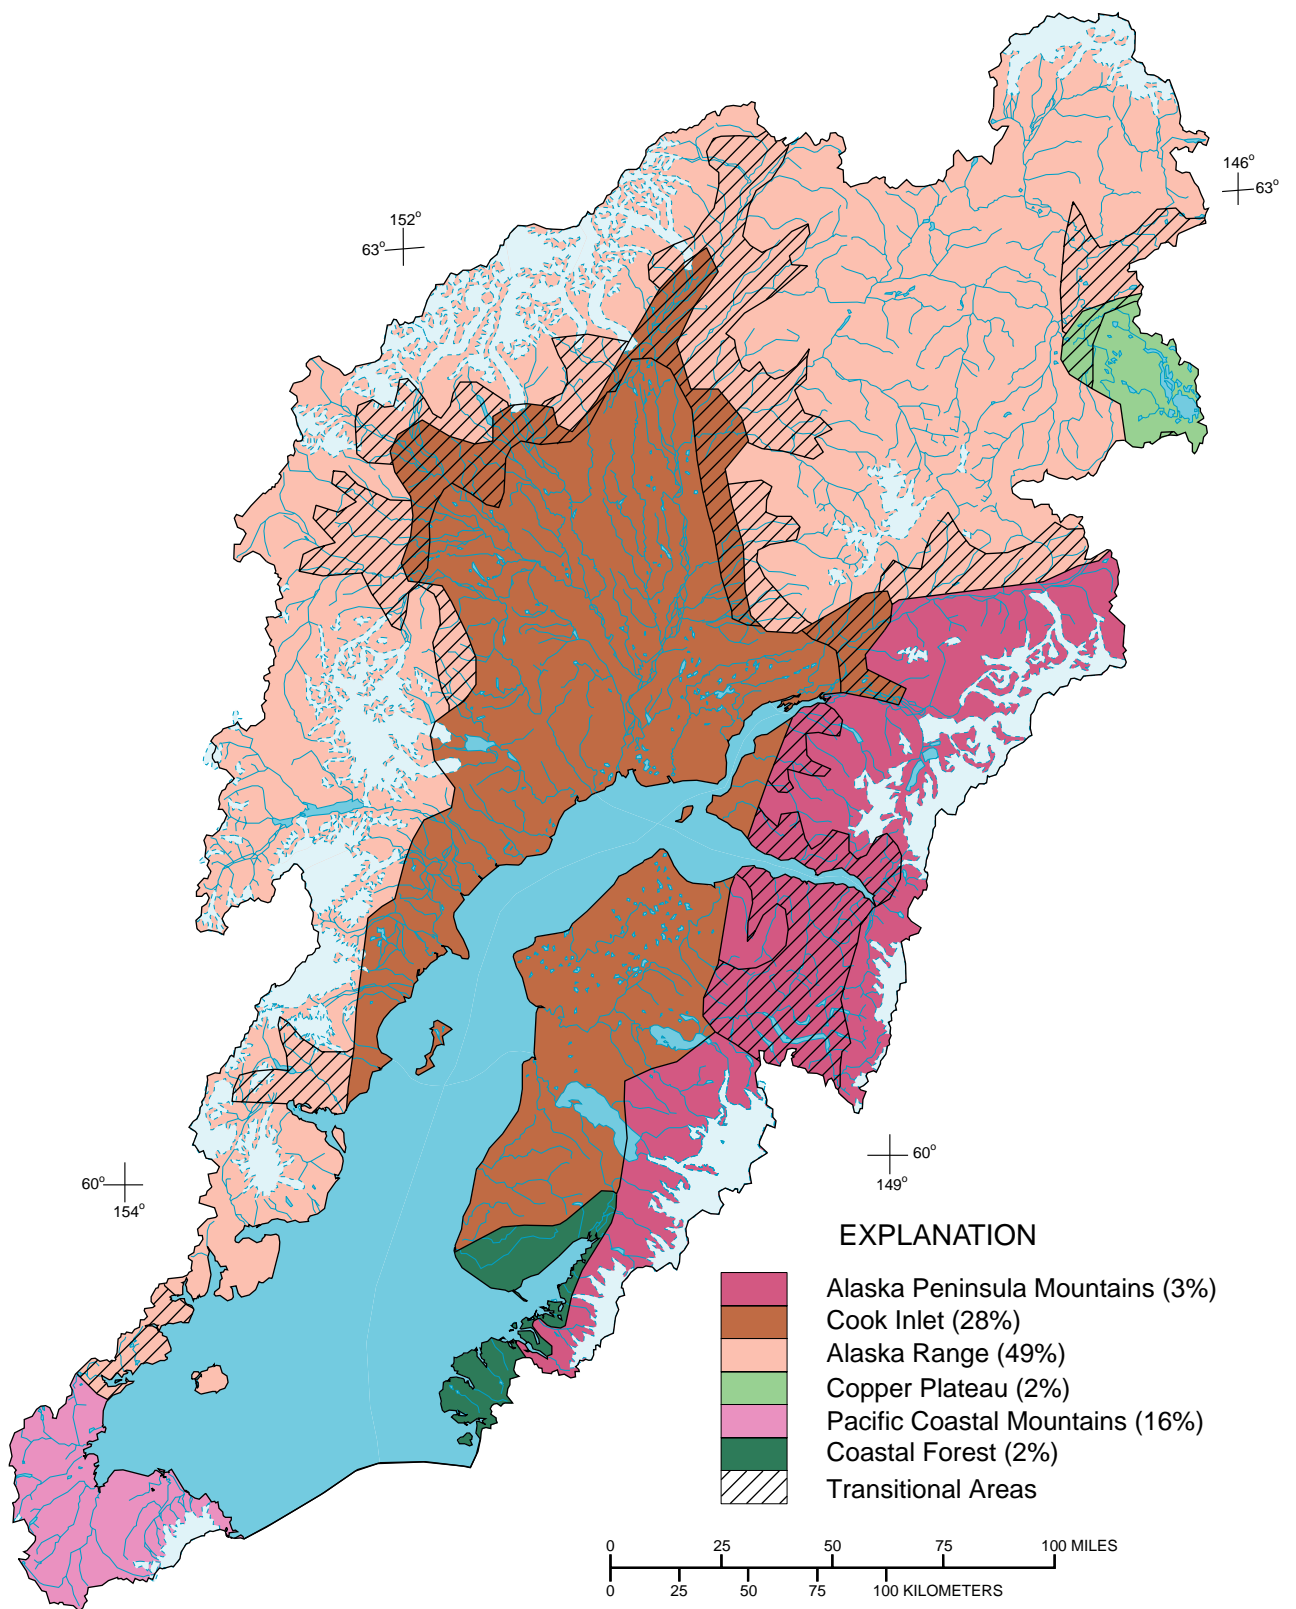 146°
63°
152°
63°
60°
154°
60°
149°
EXPLANATION
Alaska Peninsula Mountains (3%)
Cook Inlet (28%)
Alaska Range (49%)
Copper Plateau (2%)
Pacific Coastal Mountains (16%)
Coastal Forest (2%)
Transitional Areas
0 25 50 75 100 MILES
0 25 50 75 100 KILOMETERS